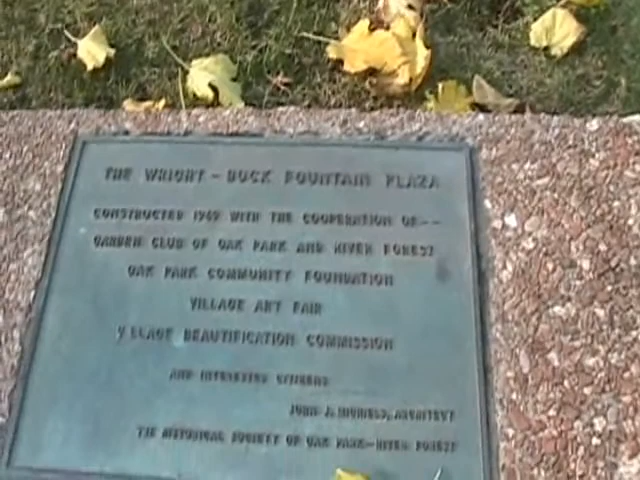 THE WRIGHT - BOCK FOUNTAIN PLAZA
CONSTRUCTED 1969 WITH THE COOPERATION OF--
GARDEN CLUB OF OAK PARK AND RIVER FOREST
OAK PARK COMMUNITY FOUNDATION
VILLAGE ART FAIR
VILLAGE BEAUTIFICATION COMMISSION
AND INTERESTED CITIZENS
JOHN J. ARCHITECT
THE HISTORICAL SOCIETY OF OAK PARK-RIVER FOREST